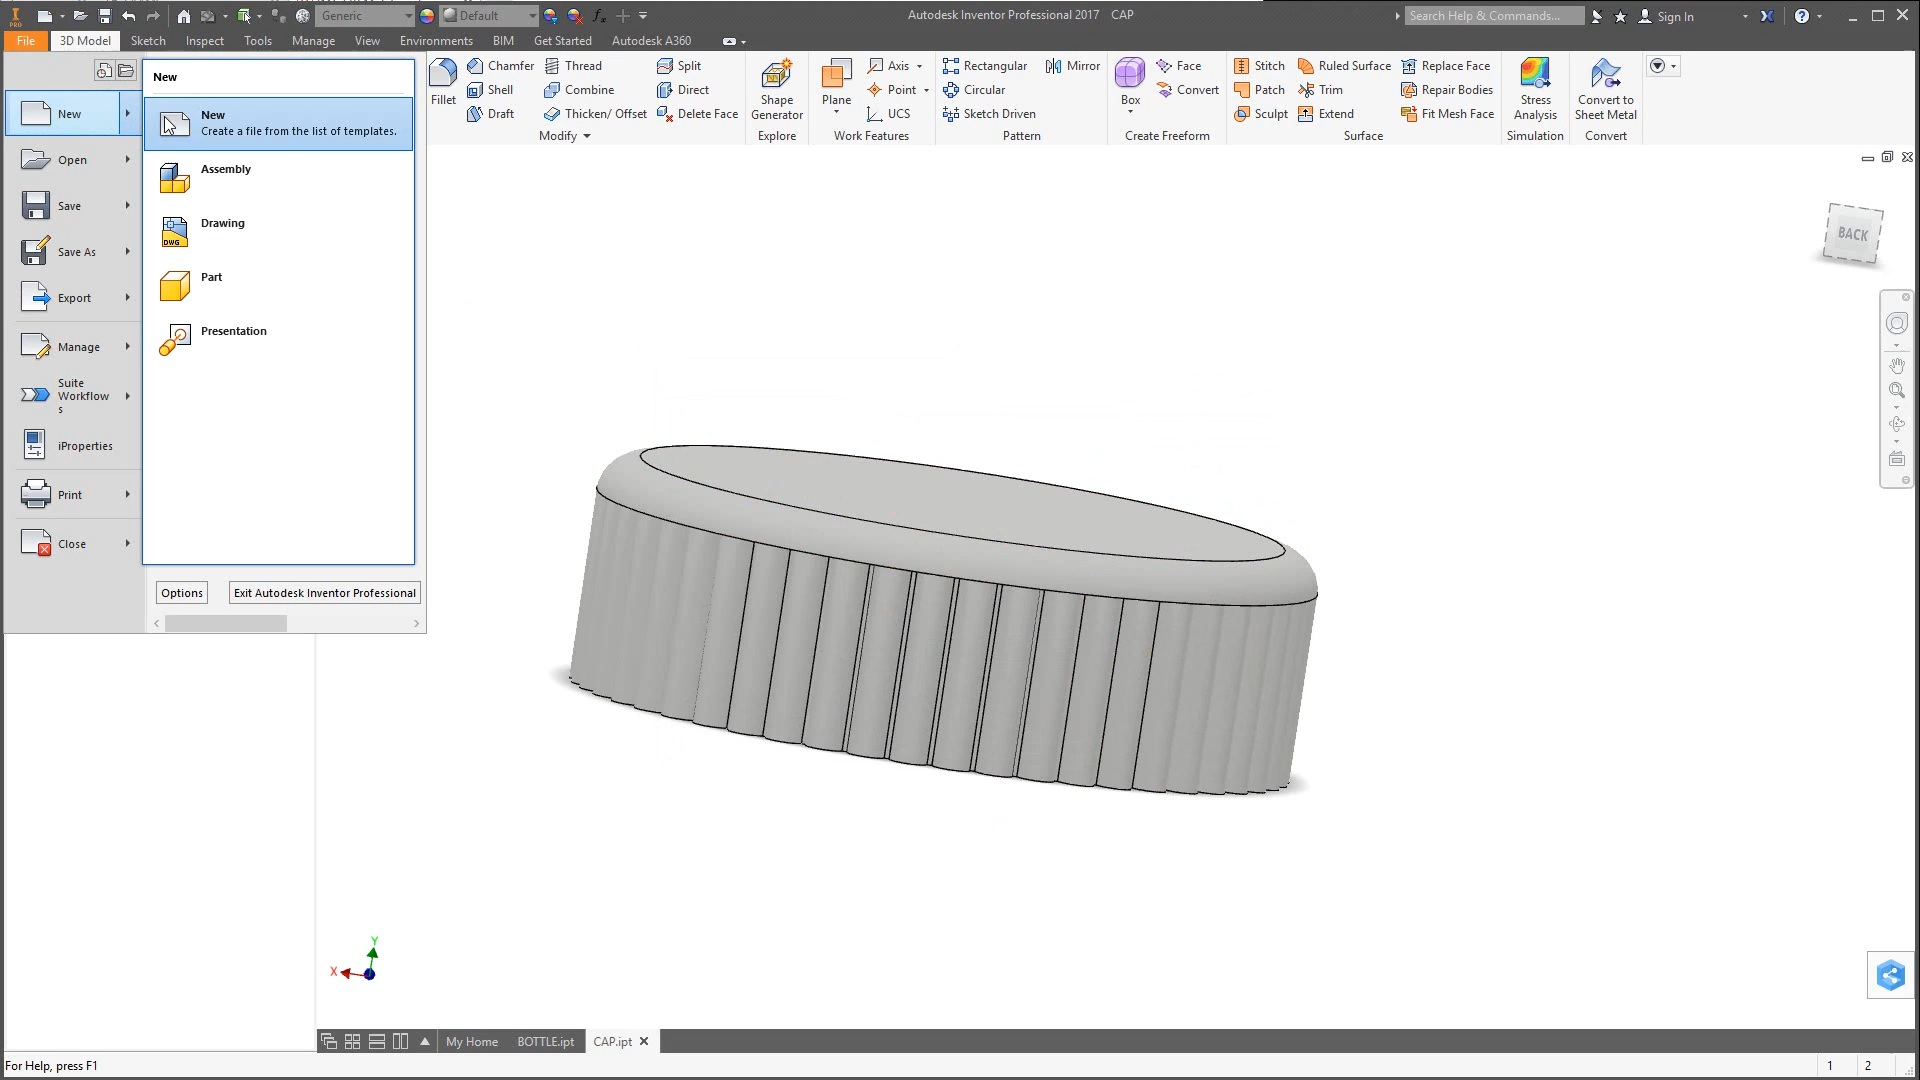 PRO
Generic
Default
fx
Autodesk Inventor Professional 2017 CAP
Search Help & Commands...
Sign In
File 3D Model Sketch Inspect Tools Manage View Environments BIM Get Started Autodesk A360
New
New
Create a file from the list of templates.
Assembly
Drawing
DWG
Part
Presentation
New
Open
Save
Save As
Export
Manage
Suite
Workflow
s
iProperties
Print
Close
Options
Exit Autodesk Inventor Professional
Fillet
Chamfer
Shell
Draft
Thread
Combine
Thicken/ Offset
Split
Direct
Delete Face
Modify
Shape
Generator
Explore
Plane
Axis
Point
UCS
Work Features
Rectangular
Circular
Sketch Driven
Mirror
Pattern
Box
Face
Convert
Create Freeform
Stitch
Patch
Sculpt
Ruled Surface
Trim
Extend
Replace Face
Repair Bodies
Fit Mesh Face
Surface
Stress
Analysis
Simulation
Convert to
Sheet Metal
Convert
BACK
Y
X
My Home
BOTTLE.ipt
CAP.ipt
For Help, press F1
1
2